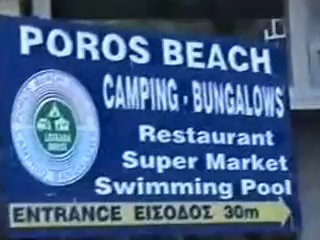 POROS BEACH
CAMPING - BUNGALOWS
Restaurant
Super Market
Swimming Pool
ENTRANCE ΕΙΣΟΔΟΣ 30m